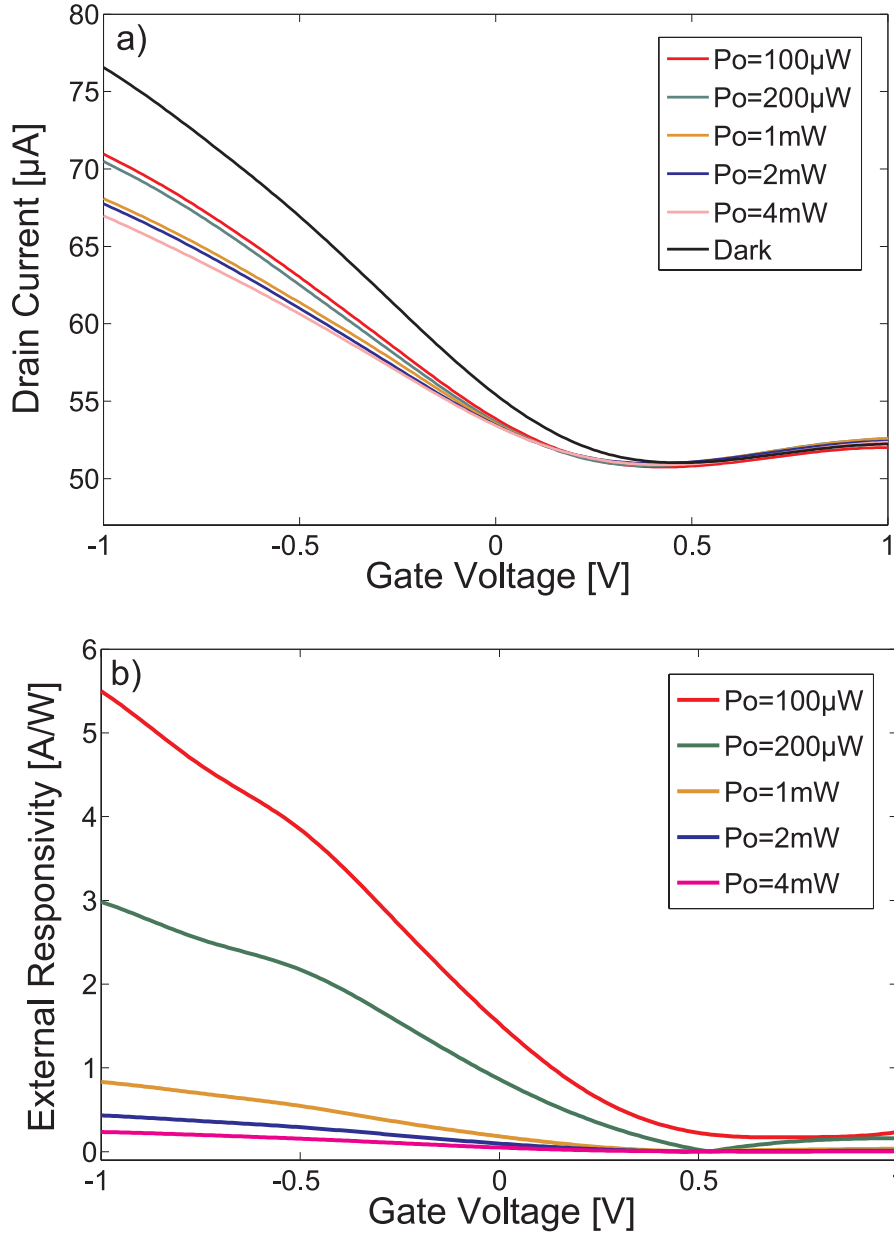 a)
80
75
70
65
60
55
50
Drain Current [µA]
Po=100µW
Po=200µW
Po=1mW
Po=2mW
Po=4mW
Dark
-1
-0.5
0
0.5
1
Gate Voltage [V]
b)
6
5
4
3
2
1
0
External Responsivity [A/W]
Po=100µW
Po=200µW
Po=1mW
Po=2mW
Po=4mW
-1
-0.5
0
0.5
1
Gate Voltage [V]